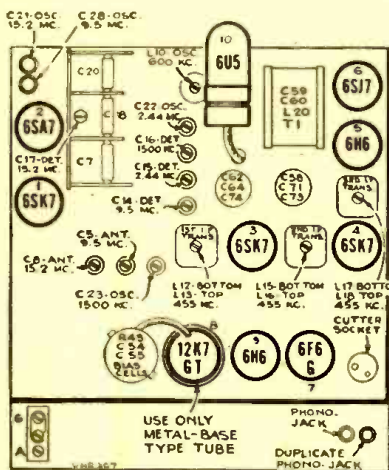 C21-OSC.
15.2 MC.
C28-OSC.
9.5 MC.
L10-OSC
600 KC.
10
6U5
C20
C18
C7
C59
C60
L20
T1
6
6SJ7
2
6SA7
C22-OSC.
2.44 MC.
C16-DET
1500 KC.
C15-DET.
2.44 MC.
C14-DET
9.5 MC.
5
6H6
C17-DET.
15.2 MC.
1
6SK7
C62
C64
C74
C58
C71
C73
3RD I.F.
TRANS.
C5-ANT.
9.5 MC.
C8-ANT.
15.2 MC.
1ST I.F.
TRANS.
3
6SK7
2ND I.F.
TRANS.
4
6SK7
C23-OSC.
1500 KC.
L12-BOTTOM
L13-TOP
455 KC.
L15-BOTTOM
L16-TOP
455 KC.
L17 BOTTOM
L18 TOP
455 KC.
CUTTER
SOCKET
R45
C54
C55
BIAS
CELLS
8
12K7
GT
9
6H6
6F6
G
7
USE ONLY
METAL-BASE
TYPE TUBE
G
A
PHONO-
JACK
DUPLICATE
PHONO-JACK